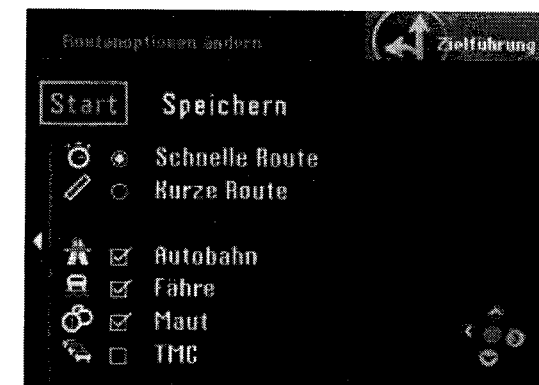 Routenoptionen ändern
Zielführung
Start Speichern
Schnelle Route
Kurze Route
Autobahn
Fähre
Maut
TMC